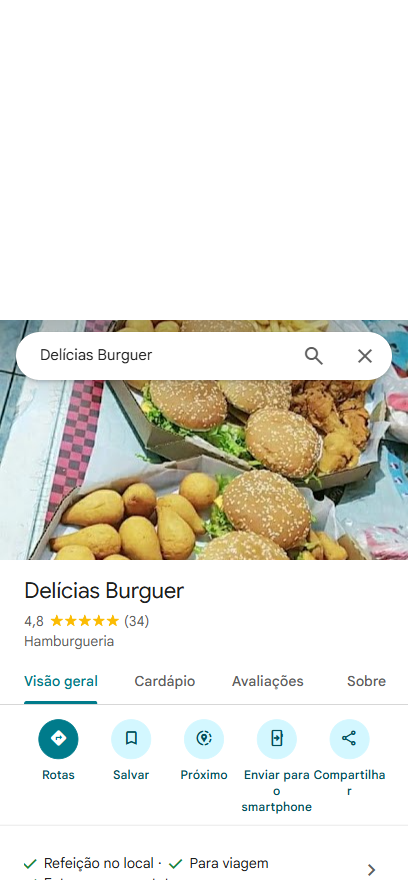 Delícias Burguer
Delícias Burguer
4,8 (34)
Hamburgueria
Visão geral Cardápio Avaliações Sobre
Rotas Salvar Próximo Enviar para o smartphone Compartilhar
Refeição no local · Para viagem